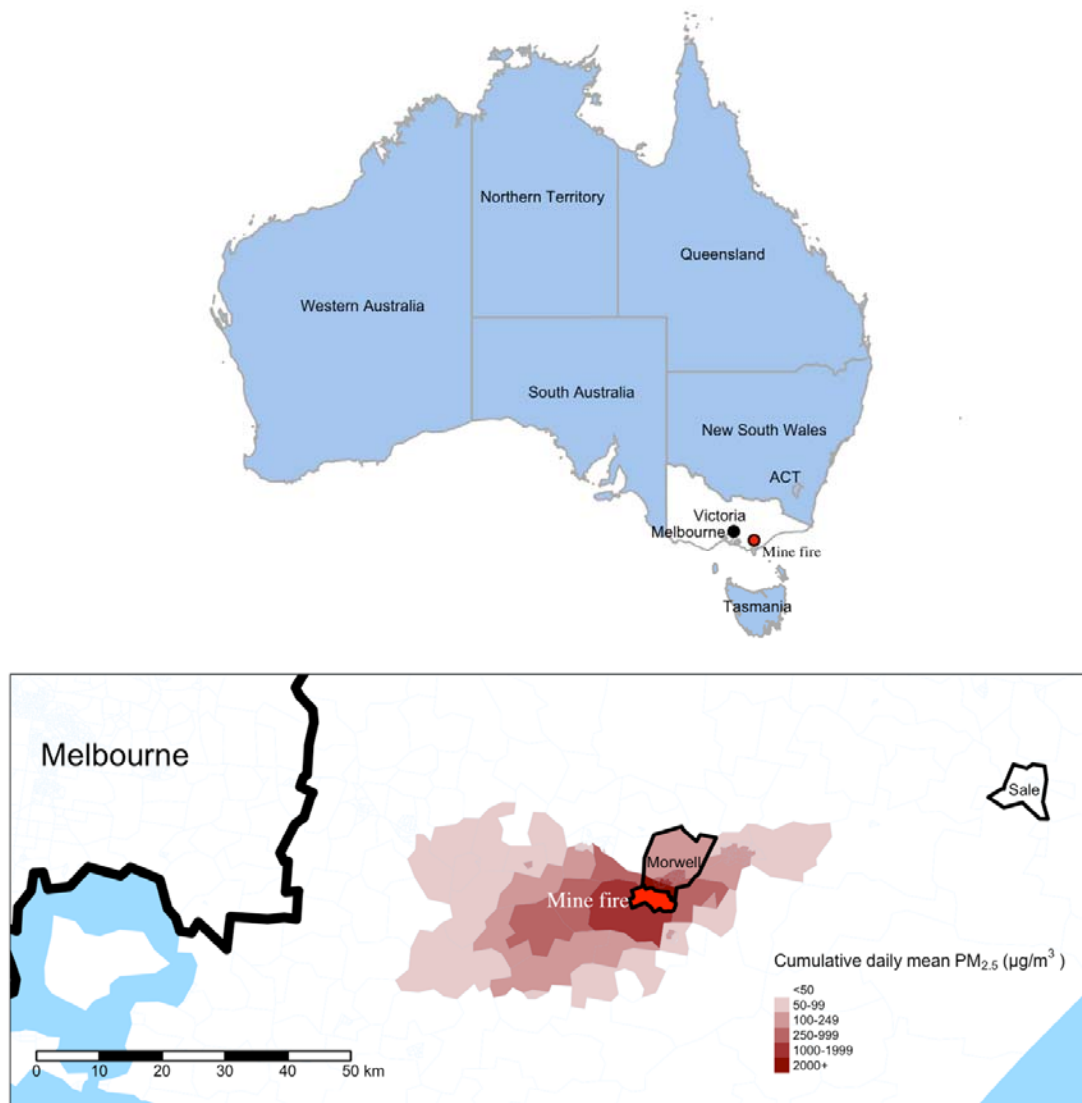 Northern Territory
Queensland
Western Australia
South Australia
New South Wales
ACT
Victoria
Melbourne
Mine fire
Tasmania
Melbourne
Sale
Morwell
Mine fire
Cumulative daily mean PM2.5 (µg/m³ )
<50
50-99
100-249
250-999
1000-1999
2000+
0 10 20 30 40 50 km